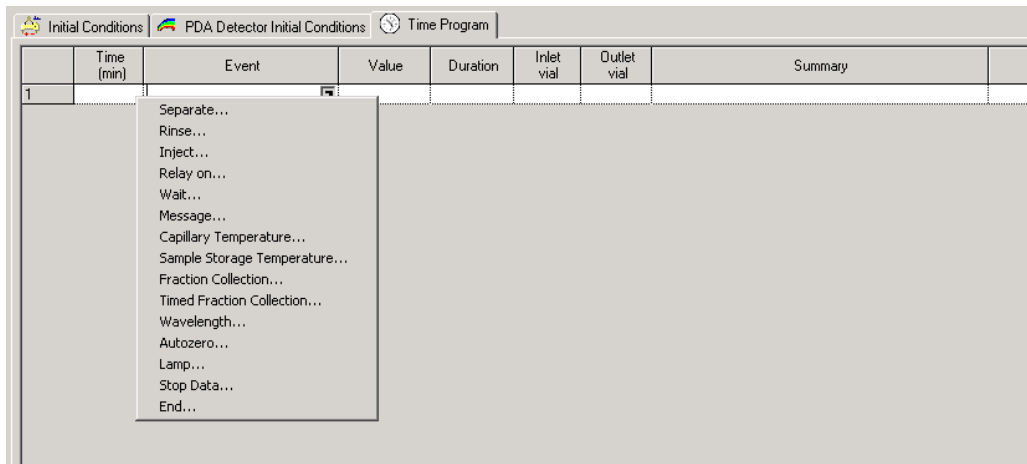 Initial Conditions PDA Detector Initial Conditions Time Program
Time (min) Event Value Duration Inlet vial Outlet vial Summary
1
Separate...
Rinse...
Inject...
Relay on...
Wait...
Message...
Capillary Temperature...
Sample Storage Temperature...
Fraction Collection...
Timed Fraction Collection...
Wavelength...
Autozero...
Lamp...
Stop Data...
End...